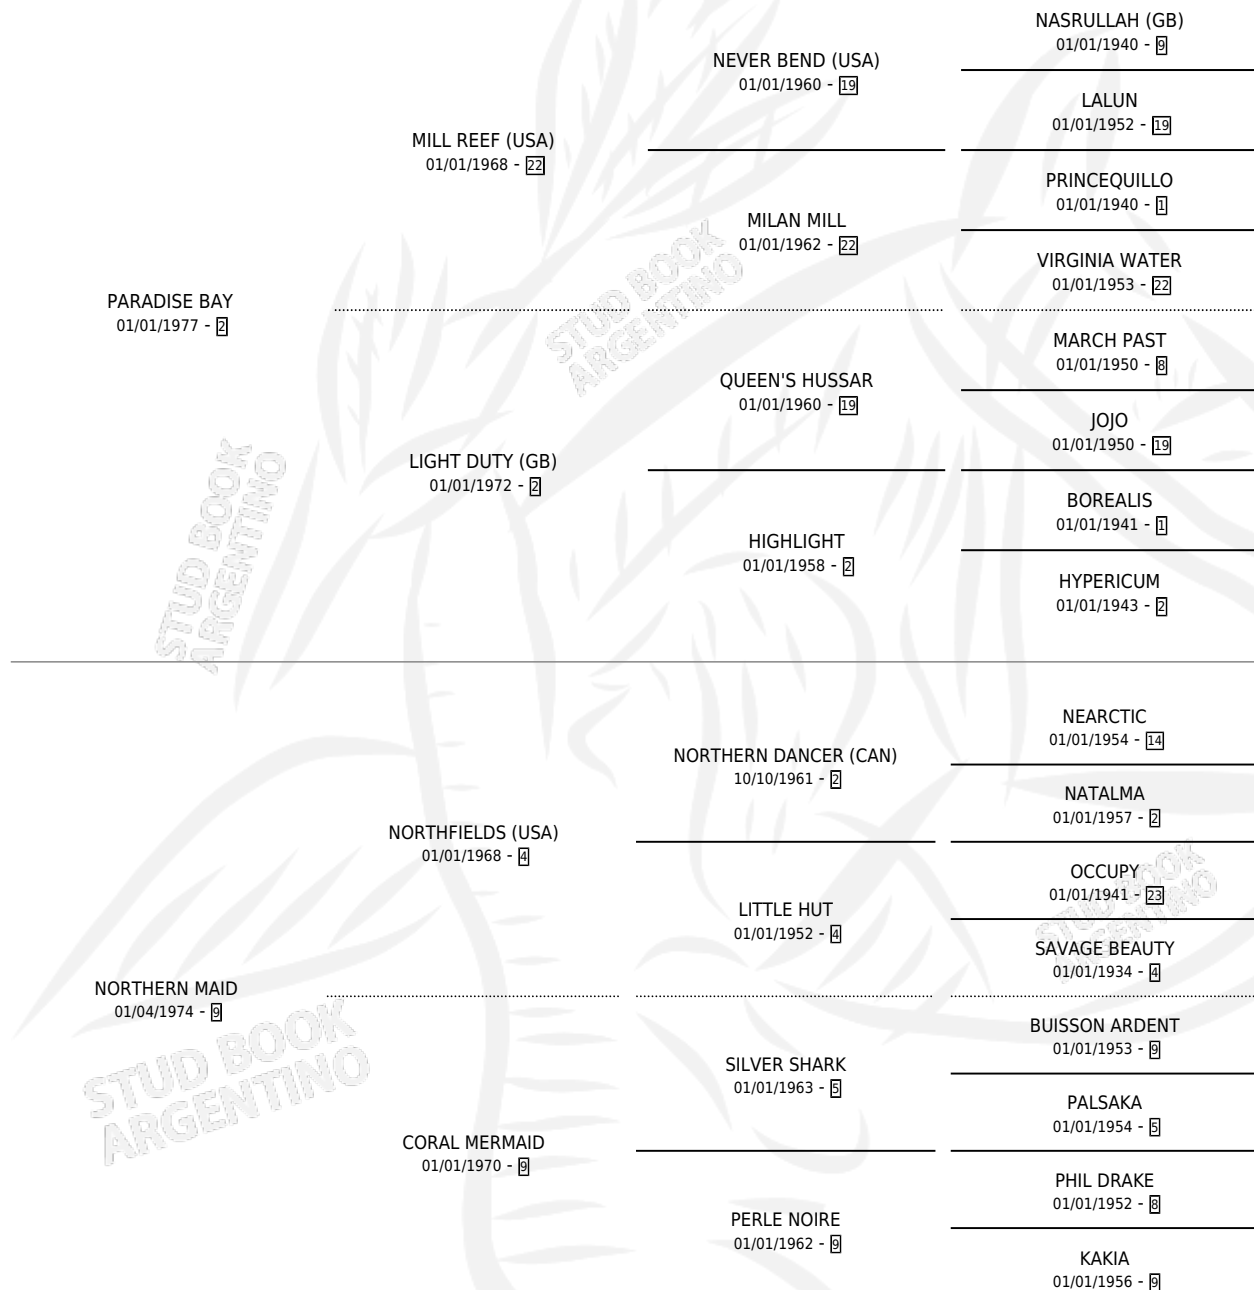 NASRULLAH (GB)
01/01/1940 - 9
NEVER BEND (USA)
01/01/1960 - 19
LALUN
01/01/1952 - 19
MILL REEF (USA)
01/01/1968 - 22
PRINCEQUILLO
01/01/1940 - 1
MILAN MILL
01/01/1962 - 22
VIRGINIA WATER
01/01/1953 - 22
PARADISE BAY
01/01/1977 - 2
MARCH PAST
01/01/1950 - 8
QUEEN'S HUSSAR
01/01/1960 - 19
JOJO
01/01/1950 - 19
LIGHT DUTY (GB)
01/01/1972 - 2
BOREALIS
01/01/1941 - 1
HIGHLIGHT
01/01/1958 - 2
HYPERICUM
01/01/1943 - 2
NEARCTIC
01/01/1954 - 14
NORTHERN DANCER (CAN)
10/10/1961 - 2
NATALMA
01/01/1957 - 2
NORTHFIELDS (USA)
01/01/1968 - 4
OCCUPY
01/01/1941 - 23
LITTLE HUT
01/01/1952 - 4
SAVAGE BEAUTY
01/01/1934 - 4
NORTHERN MAID
01/04/1974 - 9
BUISSON ARDENT
01/01/1953 - 9
SILVER SHARK
01/01/1963 - 5
PALSAKA
01/01/1954 - 5
CORAL MERMAID
01/01/1970 - 9
PHIL DRAKE
01/01/1952 - 8
PERLE NOIRE
01/01/1962 - 9
KAKIA
01/01/1956 - 9
STUD BOOK
ARGENTINO
STUD BOOK
ARGENTINO
STUD BOOK
ARGENTINO
STUD BOOK
ARGENTINO